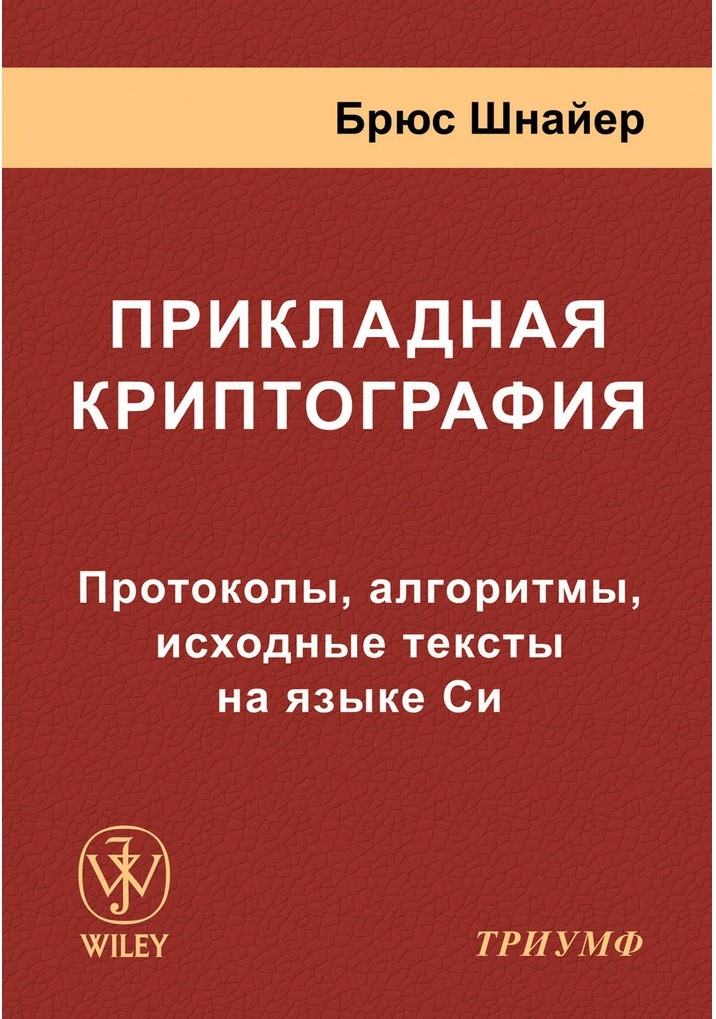 Брюс Шнайер
ПРИКЛАДНАЯ
КРИПТОГРАФИЯ
Протоколы, алгоритмы,
исходные тексты
на языке Си
WILEY
ТРИУМФ